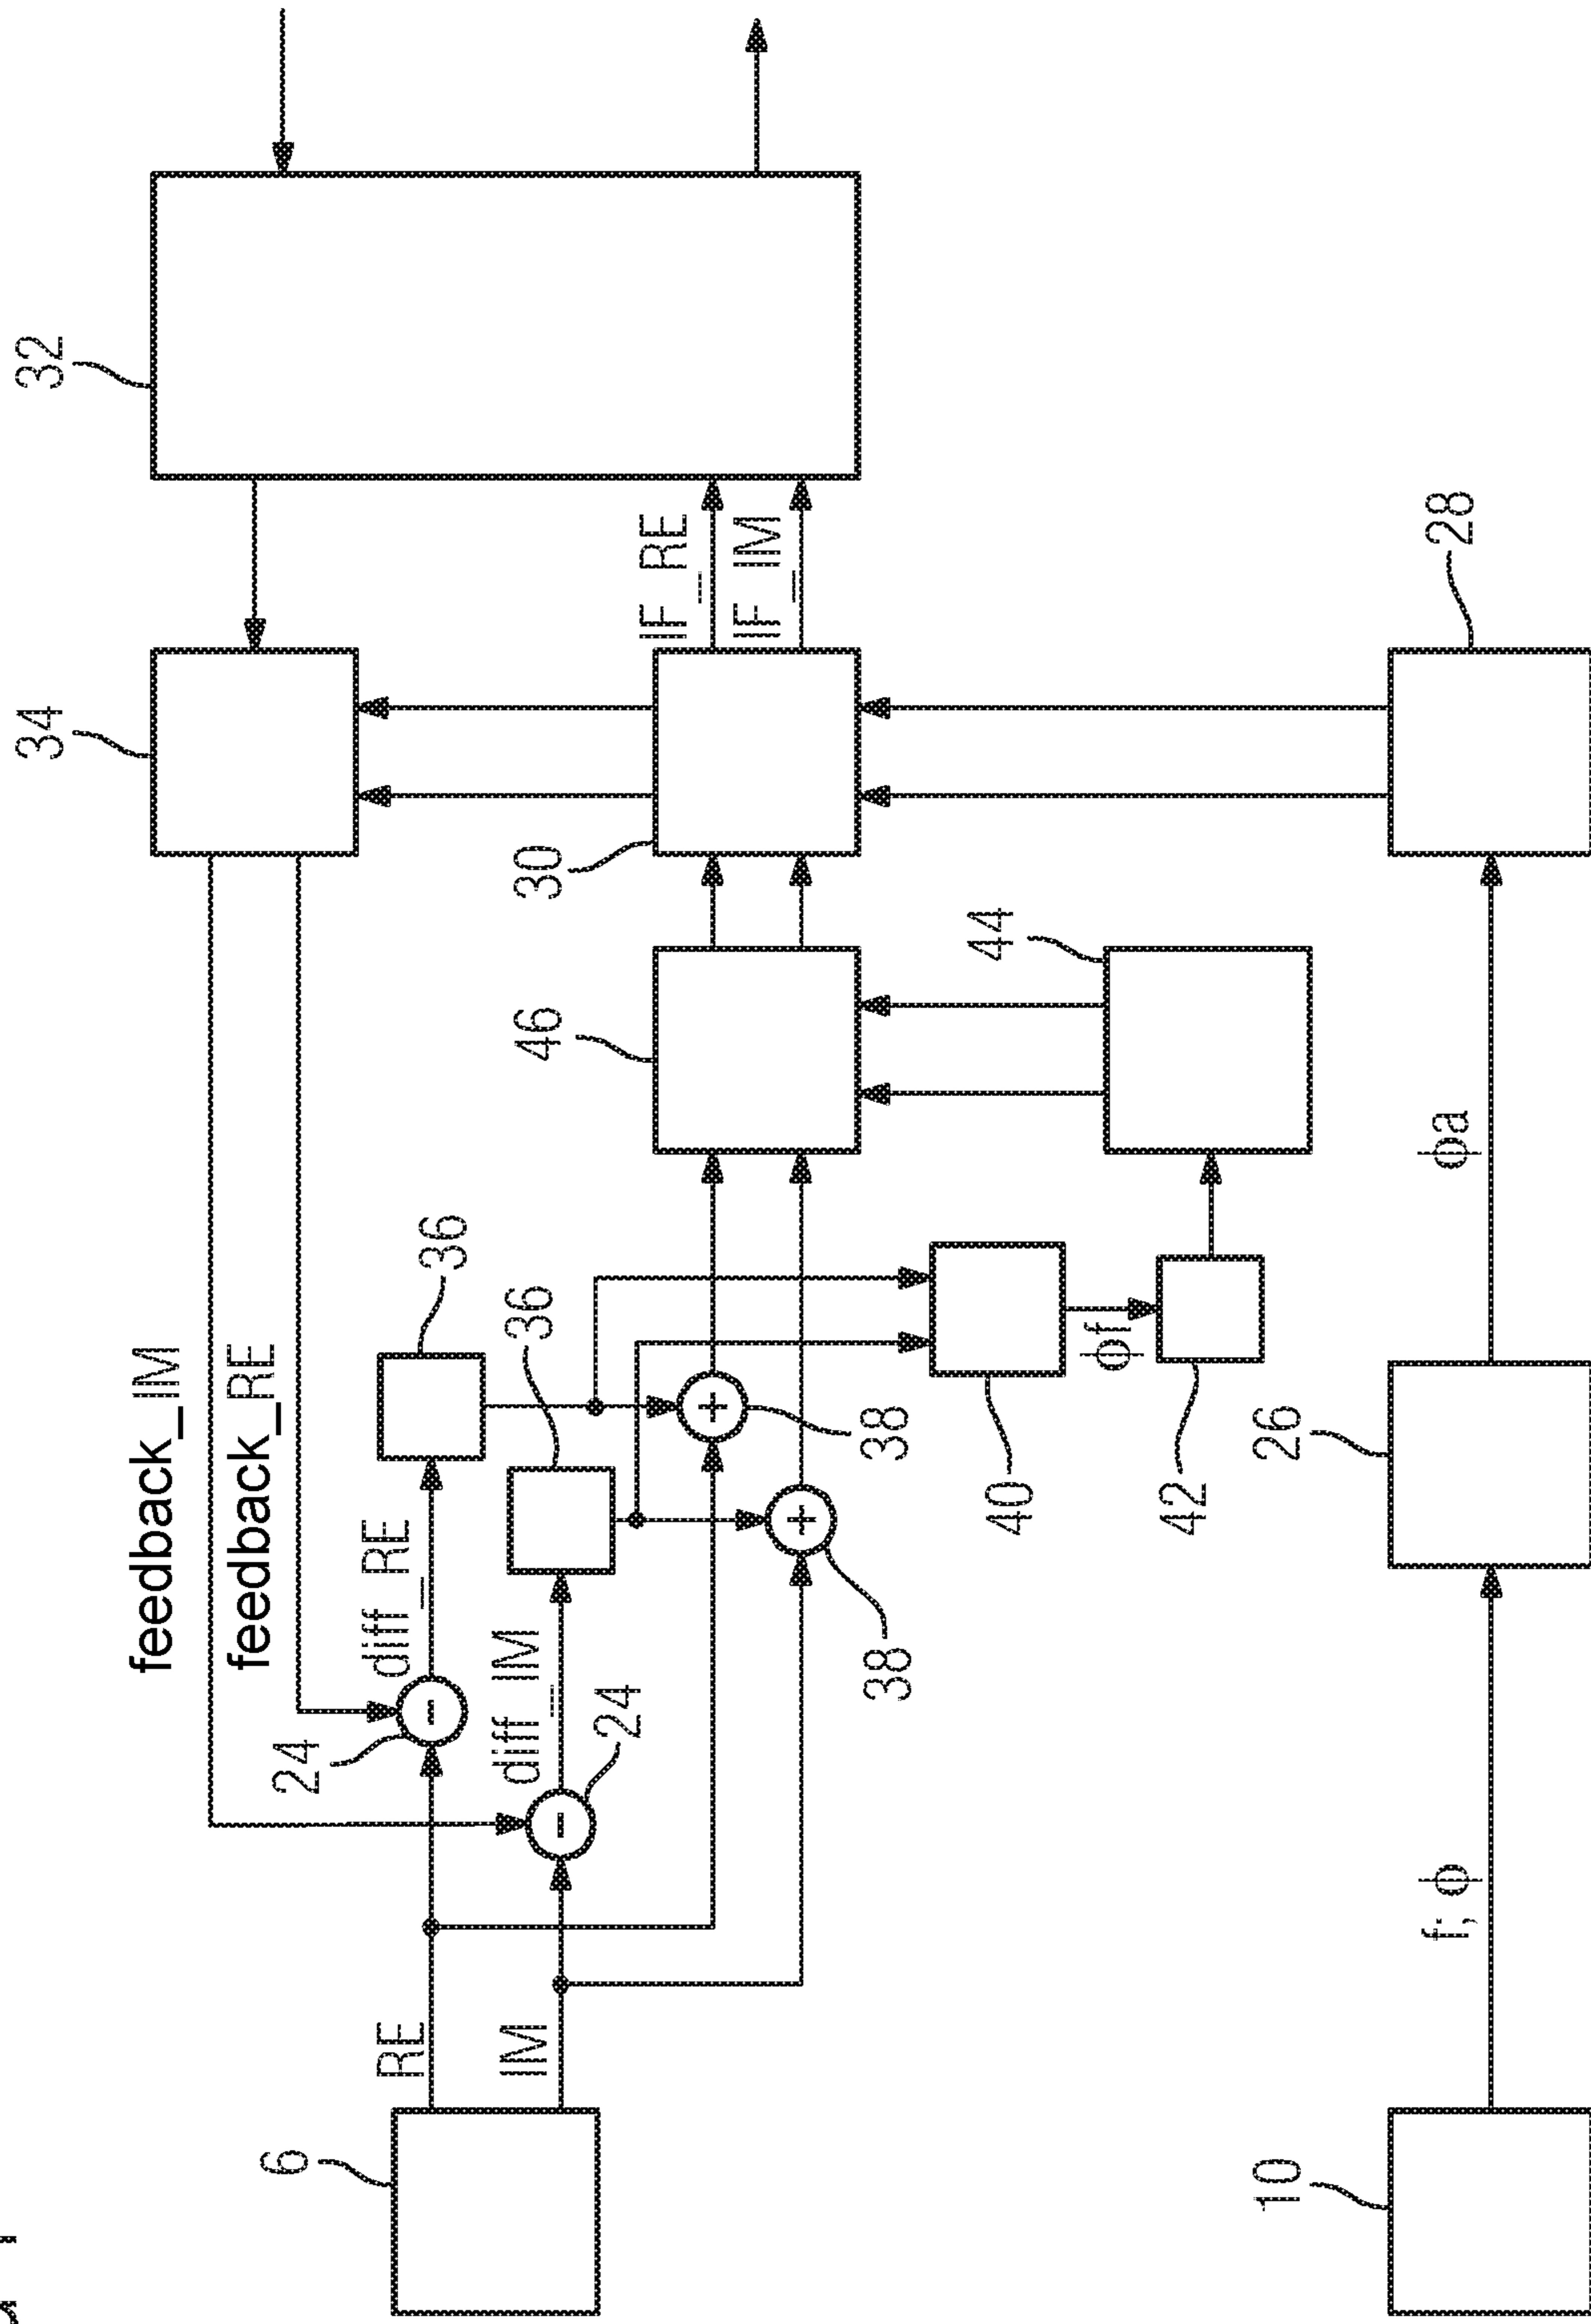 32
34
feedback_IM
feedback_RE
IF_RE
IF_IM
30
28
46
44
36
36
diff_RE
diff_IM
24
24
38
38
40
42
ϕf
ϕa
26
RE
IM
f; ϕ
6
10